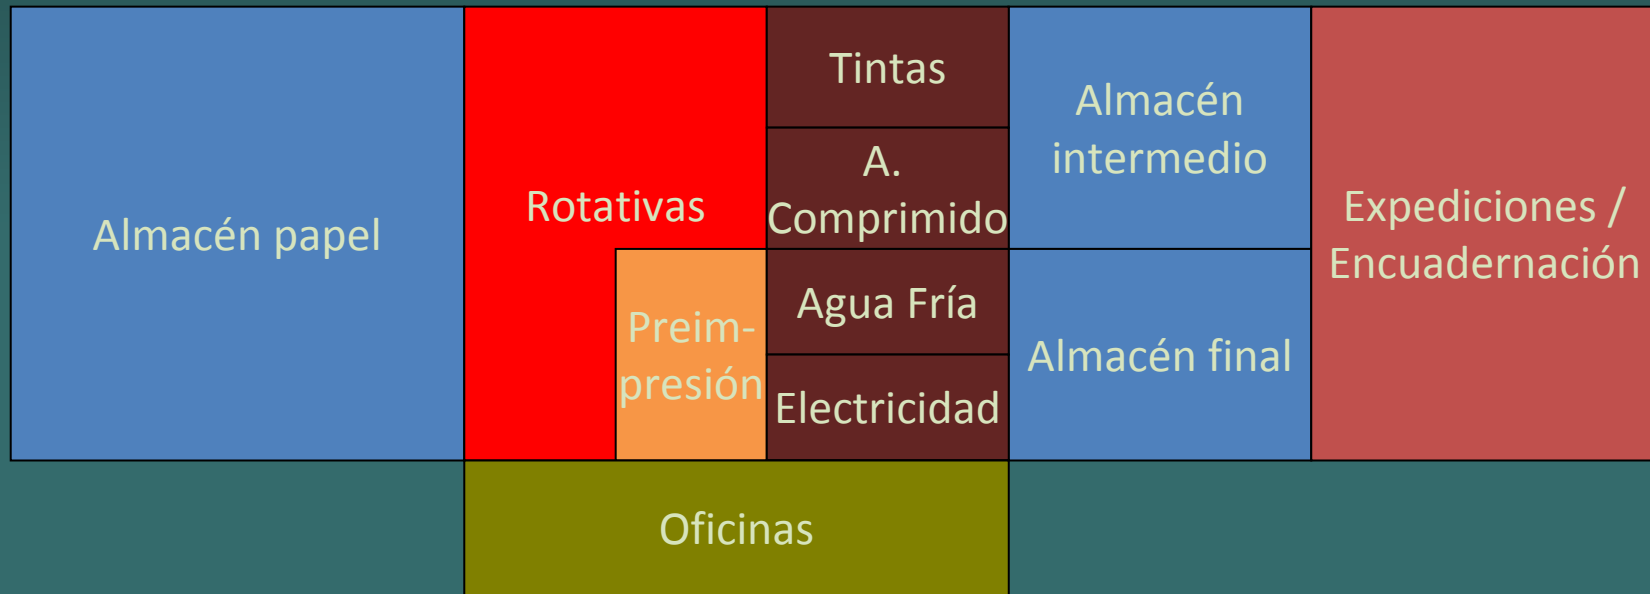 Almacén papel
Rotativas
Preim-
presión
Tintas
A.
Comprimido
Agua Fría
Electricidad
Almacén
intermedio
Almacén final
Expediciones /
Encuadernación
Oficinas